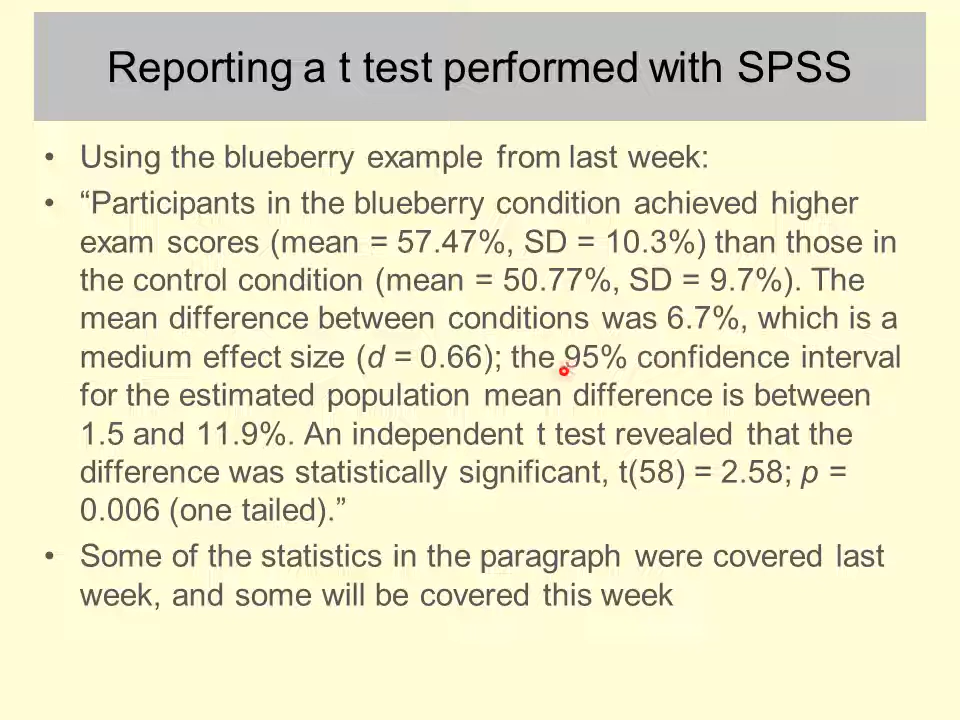 Reporting a t test performed with SPSS
• Using the blueberry example from last week:
• “Participants in the blueberry condition achieved higher
exam scores (mean = 57.47%, SD = 10.3%) than those in
the control condition (mean = 50.77%, SD = 9.7%). The
mean difference between conditions was 6.7%, which is a
medium effect size (d = 0.66); the 95% confidence interval
for the estimated population mean difference is between
1.5 and 11.9%. An independent t test revealed that the
difference was statistically significant, t(58) = 2.58; p =
0.006 (one tailed).”
• Some of the statistics in the paragraph were covered last
week, and some will be covered this week